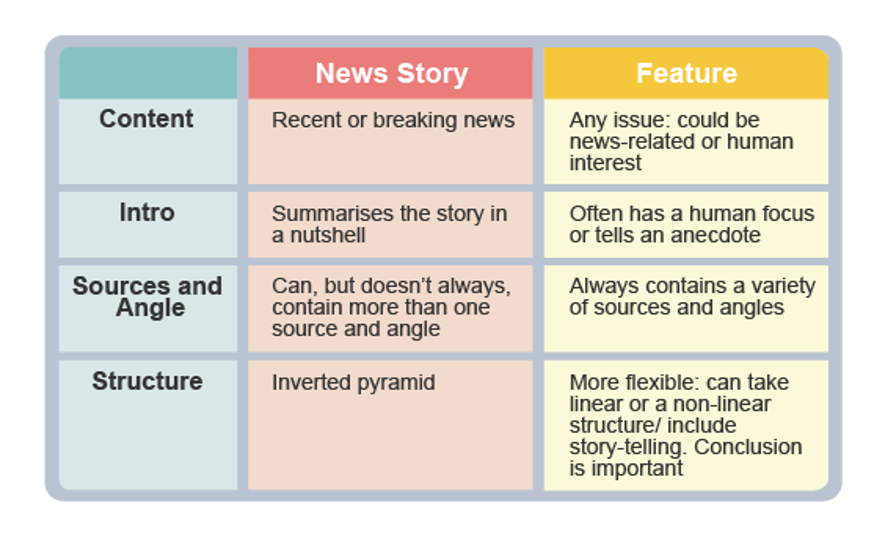 News Story
Feature
Content
Recent or breaking news
Any issue: could be
news-related or human
interest
Intro
Summarises the story in
a nutshell
Often has a human focus
or tells an anecdote
Sources and
Angle
Can, but doesn’t always,
contain more than one
source and angle
Always contains a variety
of sources and angles
Structure
Inverted pyramid
More flexible: can take
linear or a non-linear
structure/ include
story-telling. Conclusion
is important